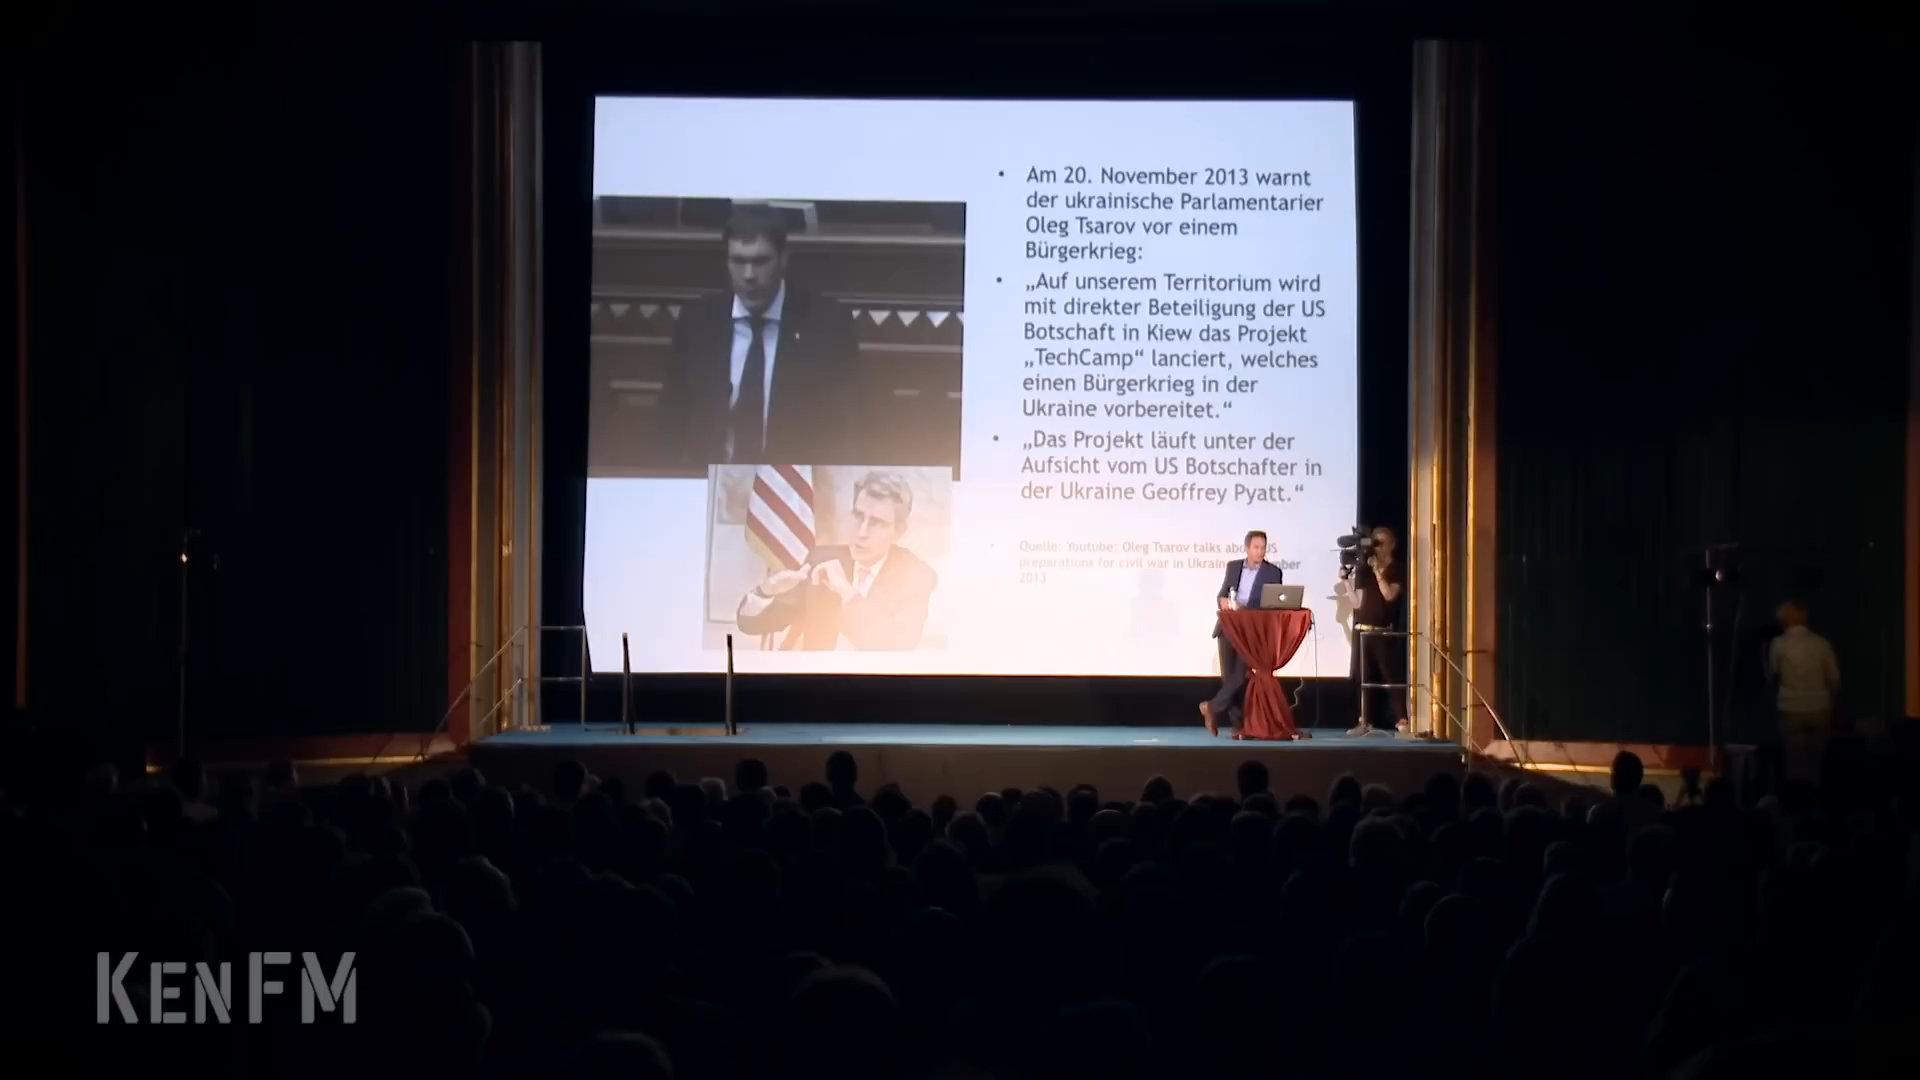 • Am 20. November 2013 warnt
der ukrainische Parlamentarier
Oleg Tsarov vor einem
Bürgerkrieg:
• „Auf unserem Territorium wird
mit direkter Beteiligung der US
Botschaft in Kiew das Projekt
„TechCamp“ lanciert, welches
einen Bürgerkrieg in der
Ukraine vorbereitet.“
• „Das Projekt läuft unter der
Aufsicht vom US Botschafter in
der Ukraine Geoffrey Pyatt.“
• Quelle: Youtube: Oleg Tsarov talks US
preparations for civil war in
2013
KENFM